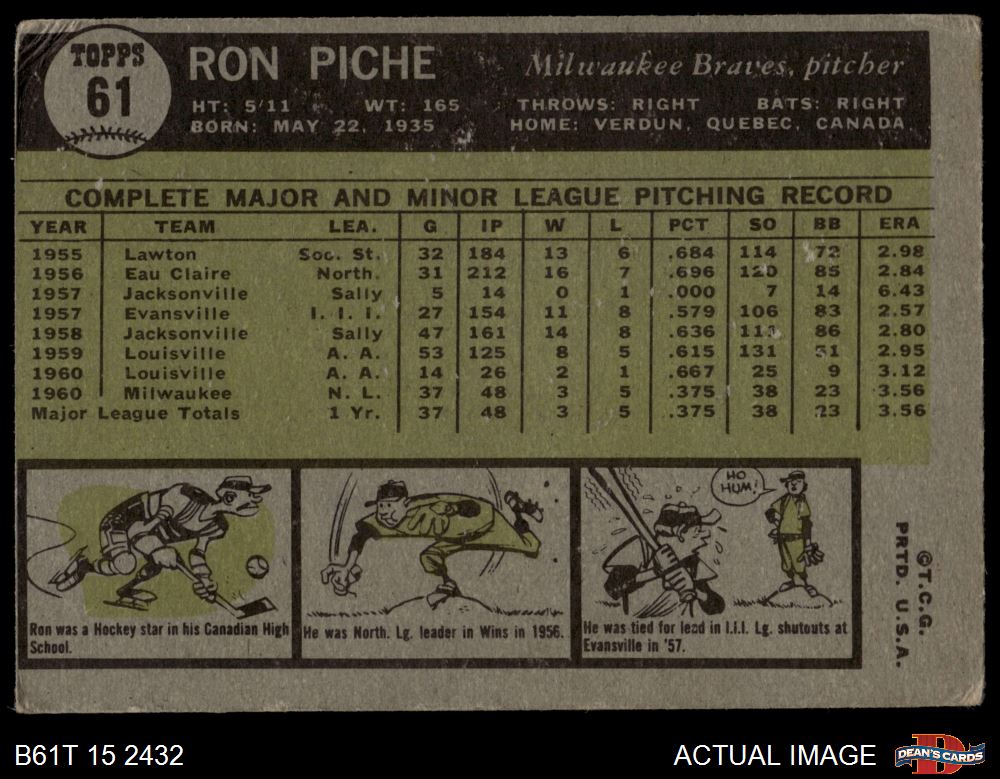 TOPPS
61
RON PICHE
Milwaukee Braves, pitcher
HT: 5'11 WT: 165 THROWS: RIGHT BATS: RIGHT
BORN: MAY 22, 1935 HOME: VERDUN, QUEBEC, CANADA
COMPLETE MAJOR AND MINOR LEAGUE PITCHING RECORD
YEAR TEAM LEA. G IP W L PCT SO BB ERA
1955 Lawton Soo. St. 32 184 13 6 .684 114 72 2.98
1956 Eau Claire North. 31 212 16 7 .696 120 85 2.84
1957 Jacksonville Sally 5 14 0 1 .000 7 14 6.43
1957 Evansville I. I. I. 27 154 11 8 .579 106 83 2.57
1958 Jacksonville Sally 47 161 14 8 .636 113 86 2.80
1959 Louisville A. A. 53 125 8 5 .615 131 51 2.95
1960 Louisville A. A. 14 26 2 1 .667 25 9 3.12
1960 Milwaukee N. L. 37 48 3 5 .375 38 23 3.56
Major League Totals 1 Yr. 37 48 3 5 .375 38 23 3.56
HO HUM!
Ron was a Hockey star in his Canadian High
School.
He was North. Lg. leader in Wins in 1956.
He was tied for lead in I.I.I. Lg. shutouts at
Evansville in '57.
©T.C.G.
PRTD. U.S.A.
B61T 15 2432
ACTUAL IMAGE
DEAN'S CARDS